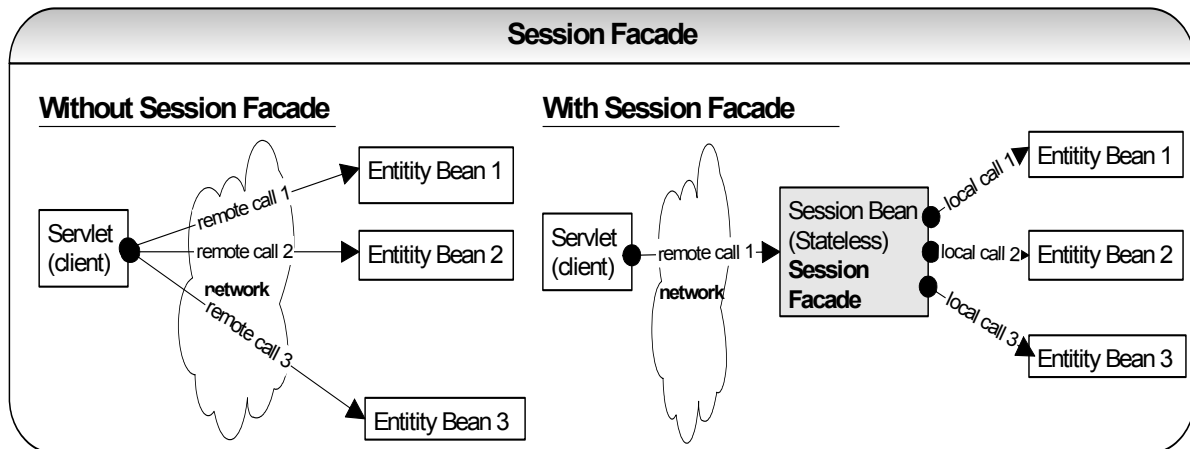 Session Facade
Without Session Facade
Servlet
(client)
remote call 1
remote call 2
remote call 3
network
Entitity Bean 1
Entitity Bean 2
Entitity Bean 3
With Session Facade
Servlet
(client)
remote call 1
network
Session Bean
(Stateless)
Session
Facade
local call 1
local call 2
local call 3
Entitity Bean 1
Entitity Bean 2
Entitity Bean 3